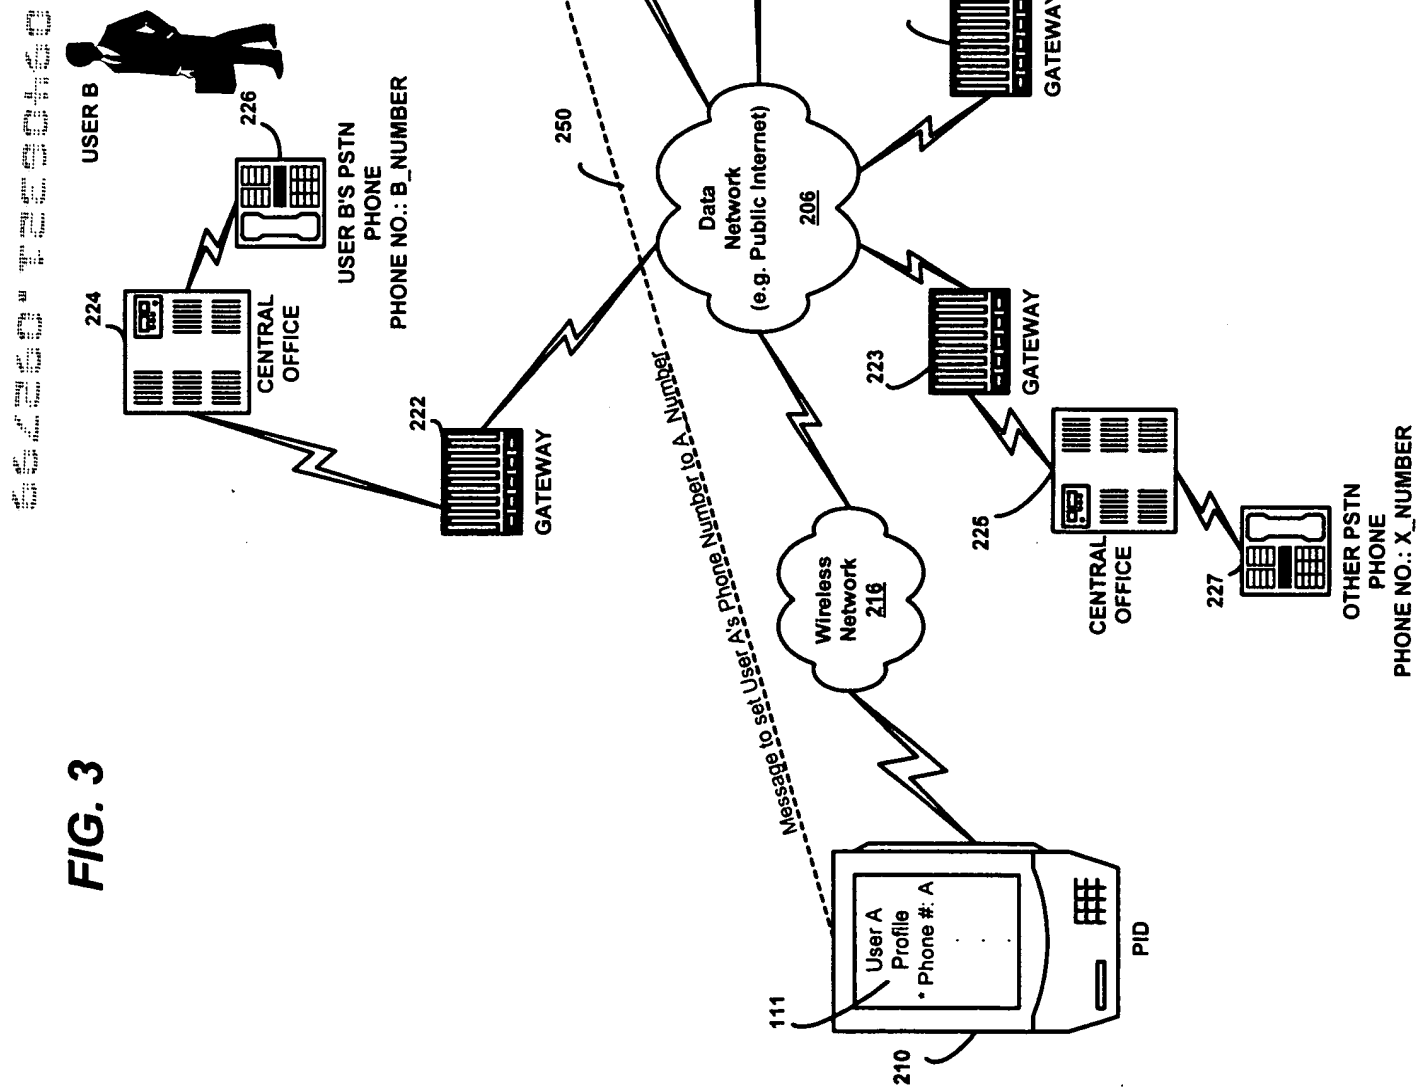 FIG. 3
USER B
226
USER B'S PSTN
PHONE
PHONE NO.: B_NUMBER
224
CENTRAL
OFFICE
222
GATEWAY
250
Message to set User A's Phone Number to A_Number
Data
Network
(e.g. Public Internet)
206
GATEWAY
223
GATEWAY
Wireless
Network
216
225
CENTRAL
OFFICE
227
OTHER PSTN
PHONE
PHONE NO.: X_NUMBER
111
User A
Profile
* Phone #: A
210
PID